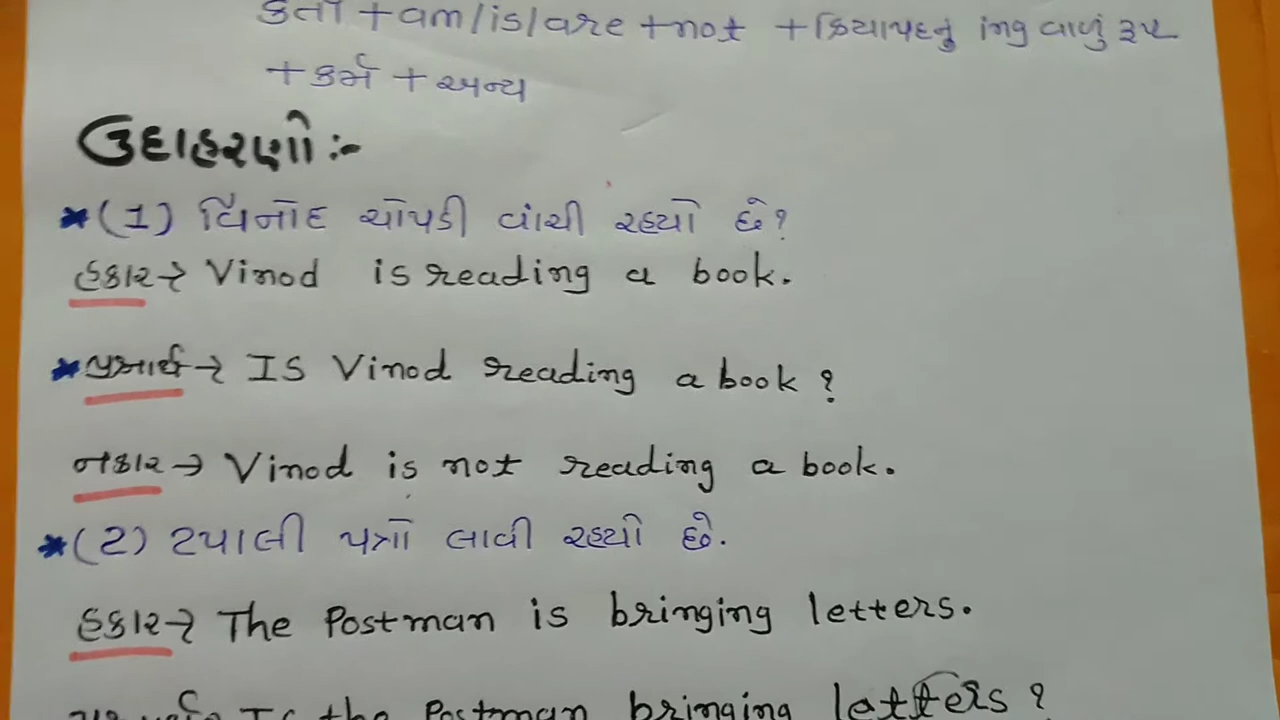 કર્તા + am/is/are + not + ક્રિયાપદનું ing વાળું રૂપ
+ કર્મ + અન્ય
ઉદાહરણો :-
* (1) વિનોદ ચોપડી વાંચી રહ્યો છે?
હકાર → Vinod is reading a book.
* પ્રશ્નાર્થ → Is Vinod reading a book ?
નકાર → Vinod is not reading a book.
* (2) ટપાલી પત્રો લાવી રહ્યો છે.
હકાર → The Postman is bringing letters.
Is the Postman bringing letters ?